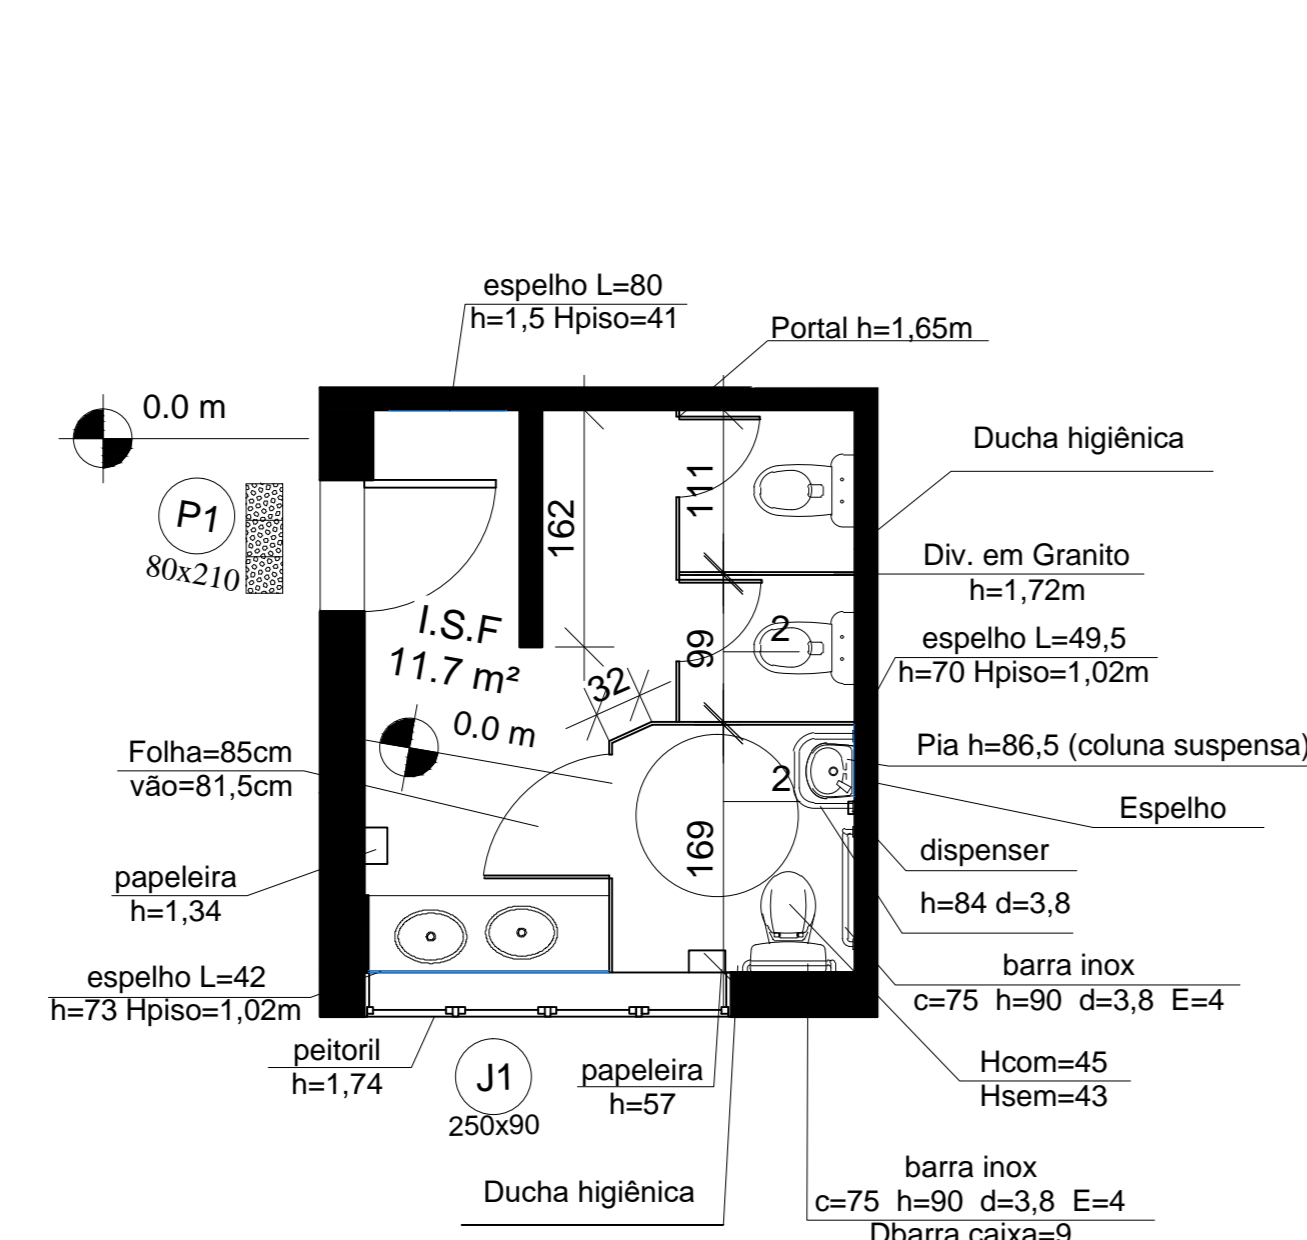 espelho L=80
h=1,5 Hpiso=41
Portal h=1,65m
0.0 m
Ducha higiênica
P1
80x210
162
111
Div. em Granito
h=1,72m
I.S.F
11.7 m²
0.0 m
99
2
32
espelho L=49,5
h=70 Hpiso=1,02m
Folha=85cm
vão=81,5cm
Pia h=86,5 (coluna suspensa)
2
Espelho
169
dispenser
papeleira
h=1,34
h=84 d=3,8
barra inox
c=75 h=90 d=3,8 E=4
espelho L=42
h=73 Hpiso=1,02m
peitoril
h=1,74
J1
250x90
papeleira
h=57
Hcom=45
Hsem=43
Ducha higiênica
barra inox
c=75 h=90 d=3,8 E=4
Dbarra caixa=9